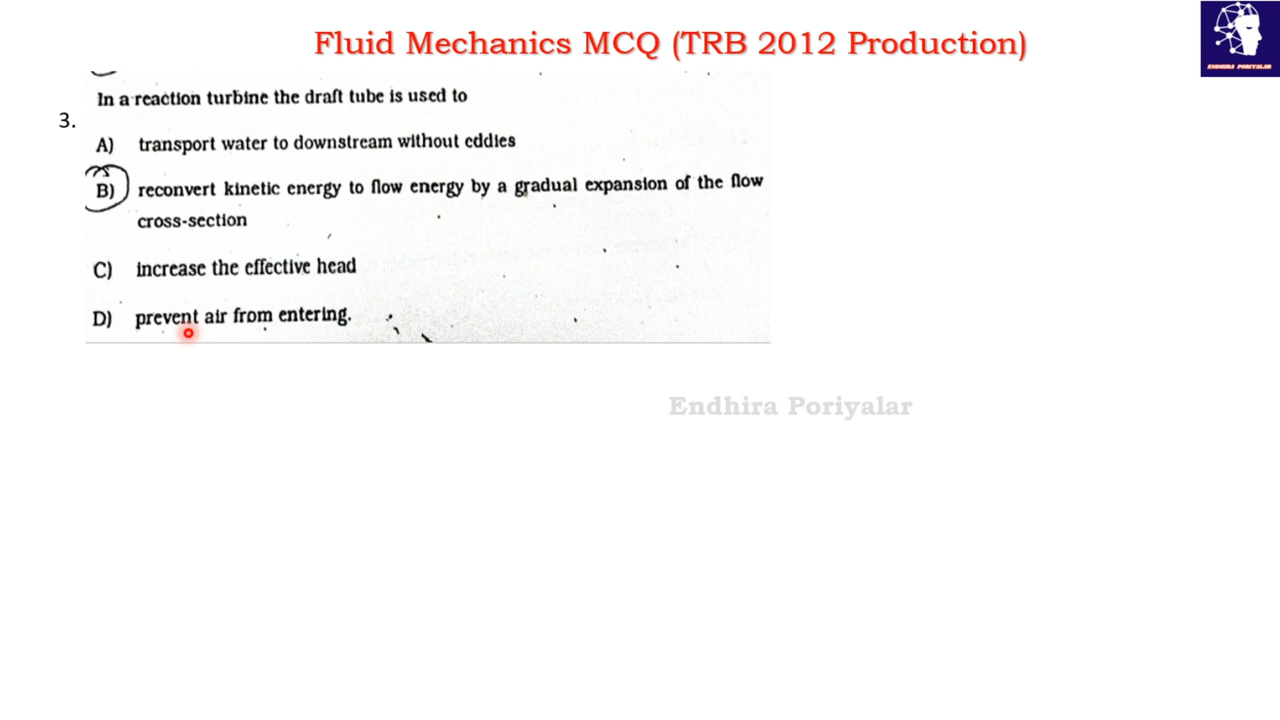 Fluid Mechanics MCQ (TRB 2012 Production)
ENDHIRA PORIYALAR
In a reaction turbine the draft tube is used to
3.
A) transport water to downstream without eddies
B) reconvert kinetic energy to flow energy by a gradual expansion of the flow
cross-section
C) increase the effective head
D) prevent air from entering.
Endhira Poriyalar